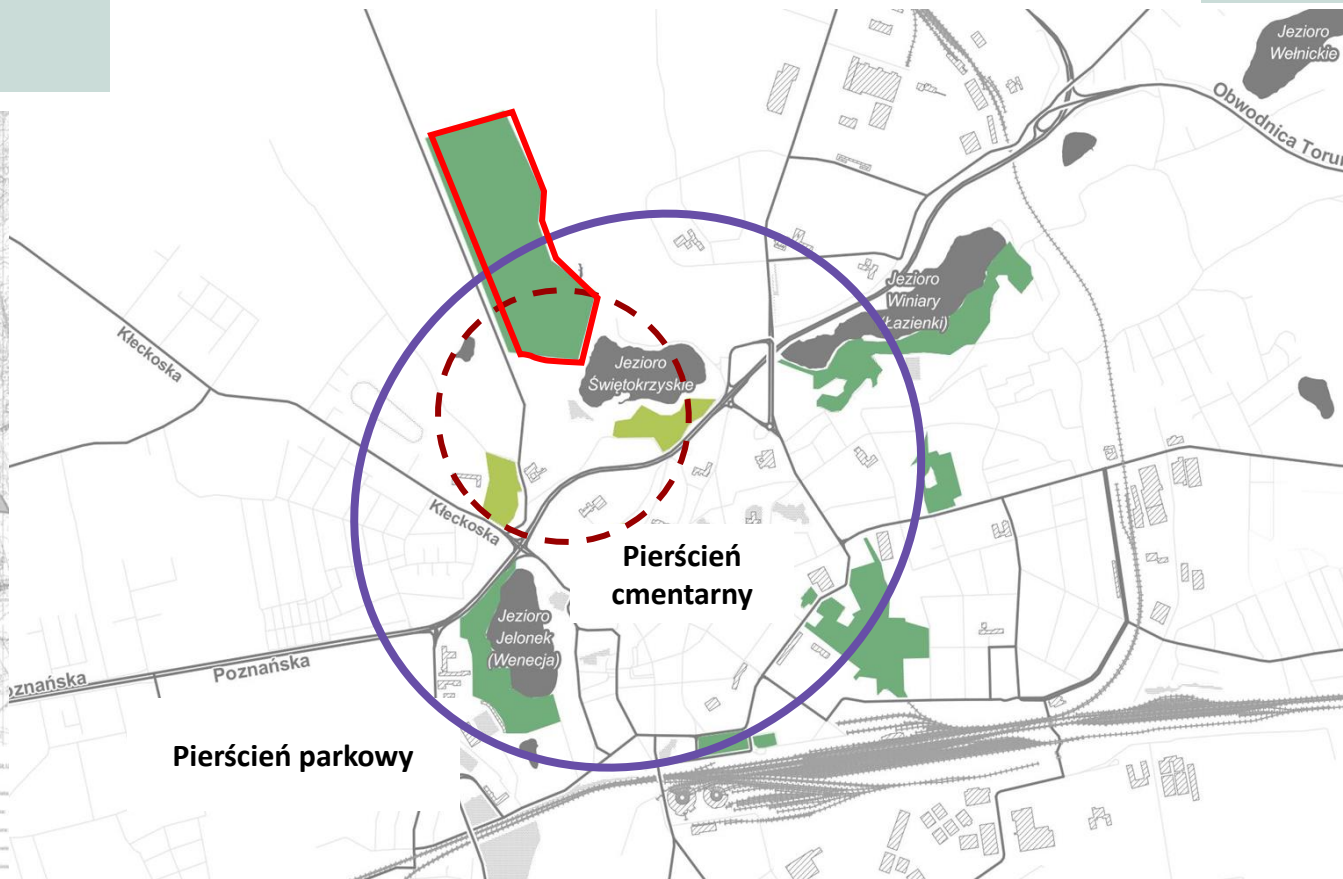 Jezioro
Wełnickie
Obwodnica Toruń
Kłeckoska
Jezioro
Winiary
(Łazienki)
Jezioro
Świętokrzyskie
Kłeckoska
Pierścień
cmentarny
Jezioro
Jelonek
(Wenecja)
Poznańska
oznańska
Pierścień parkowy